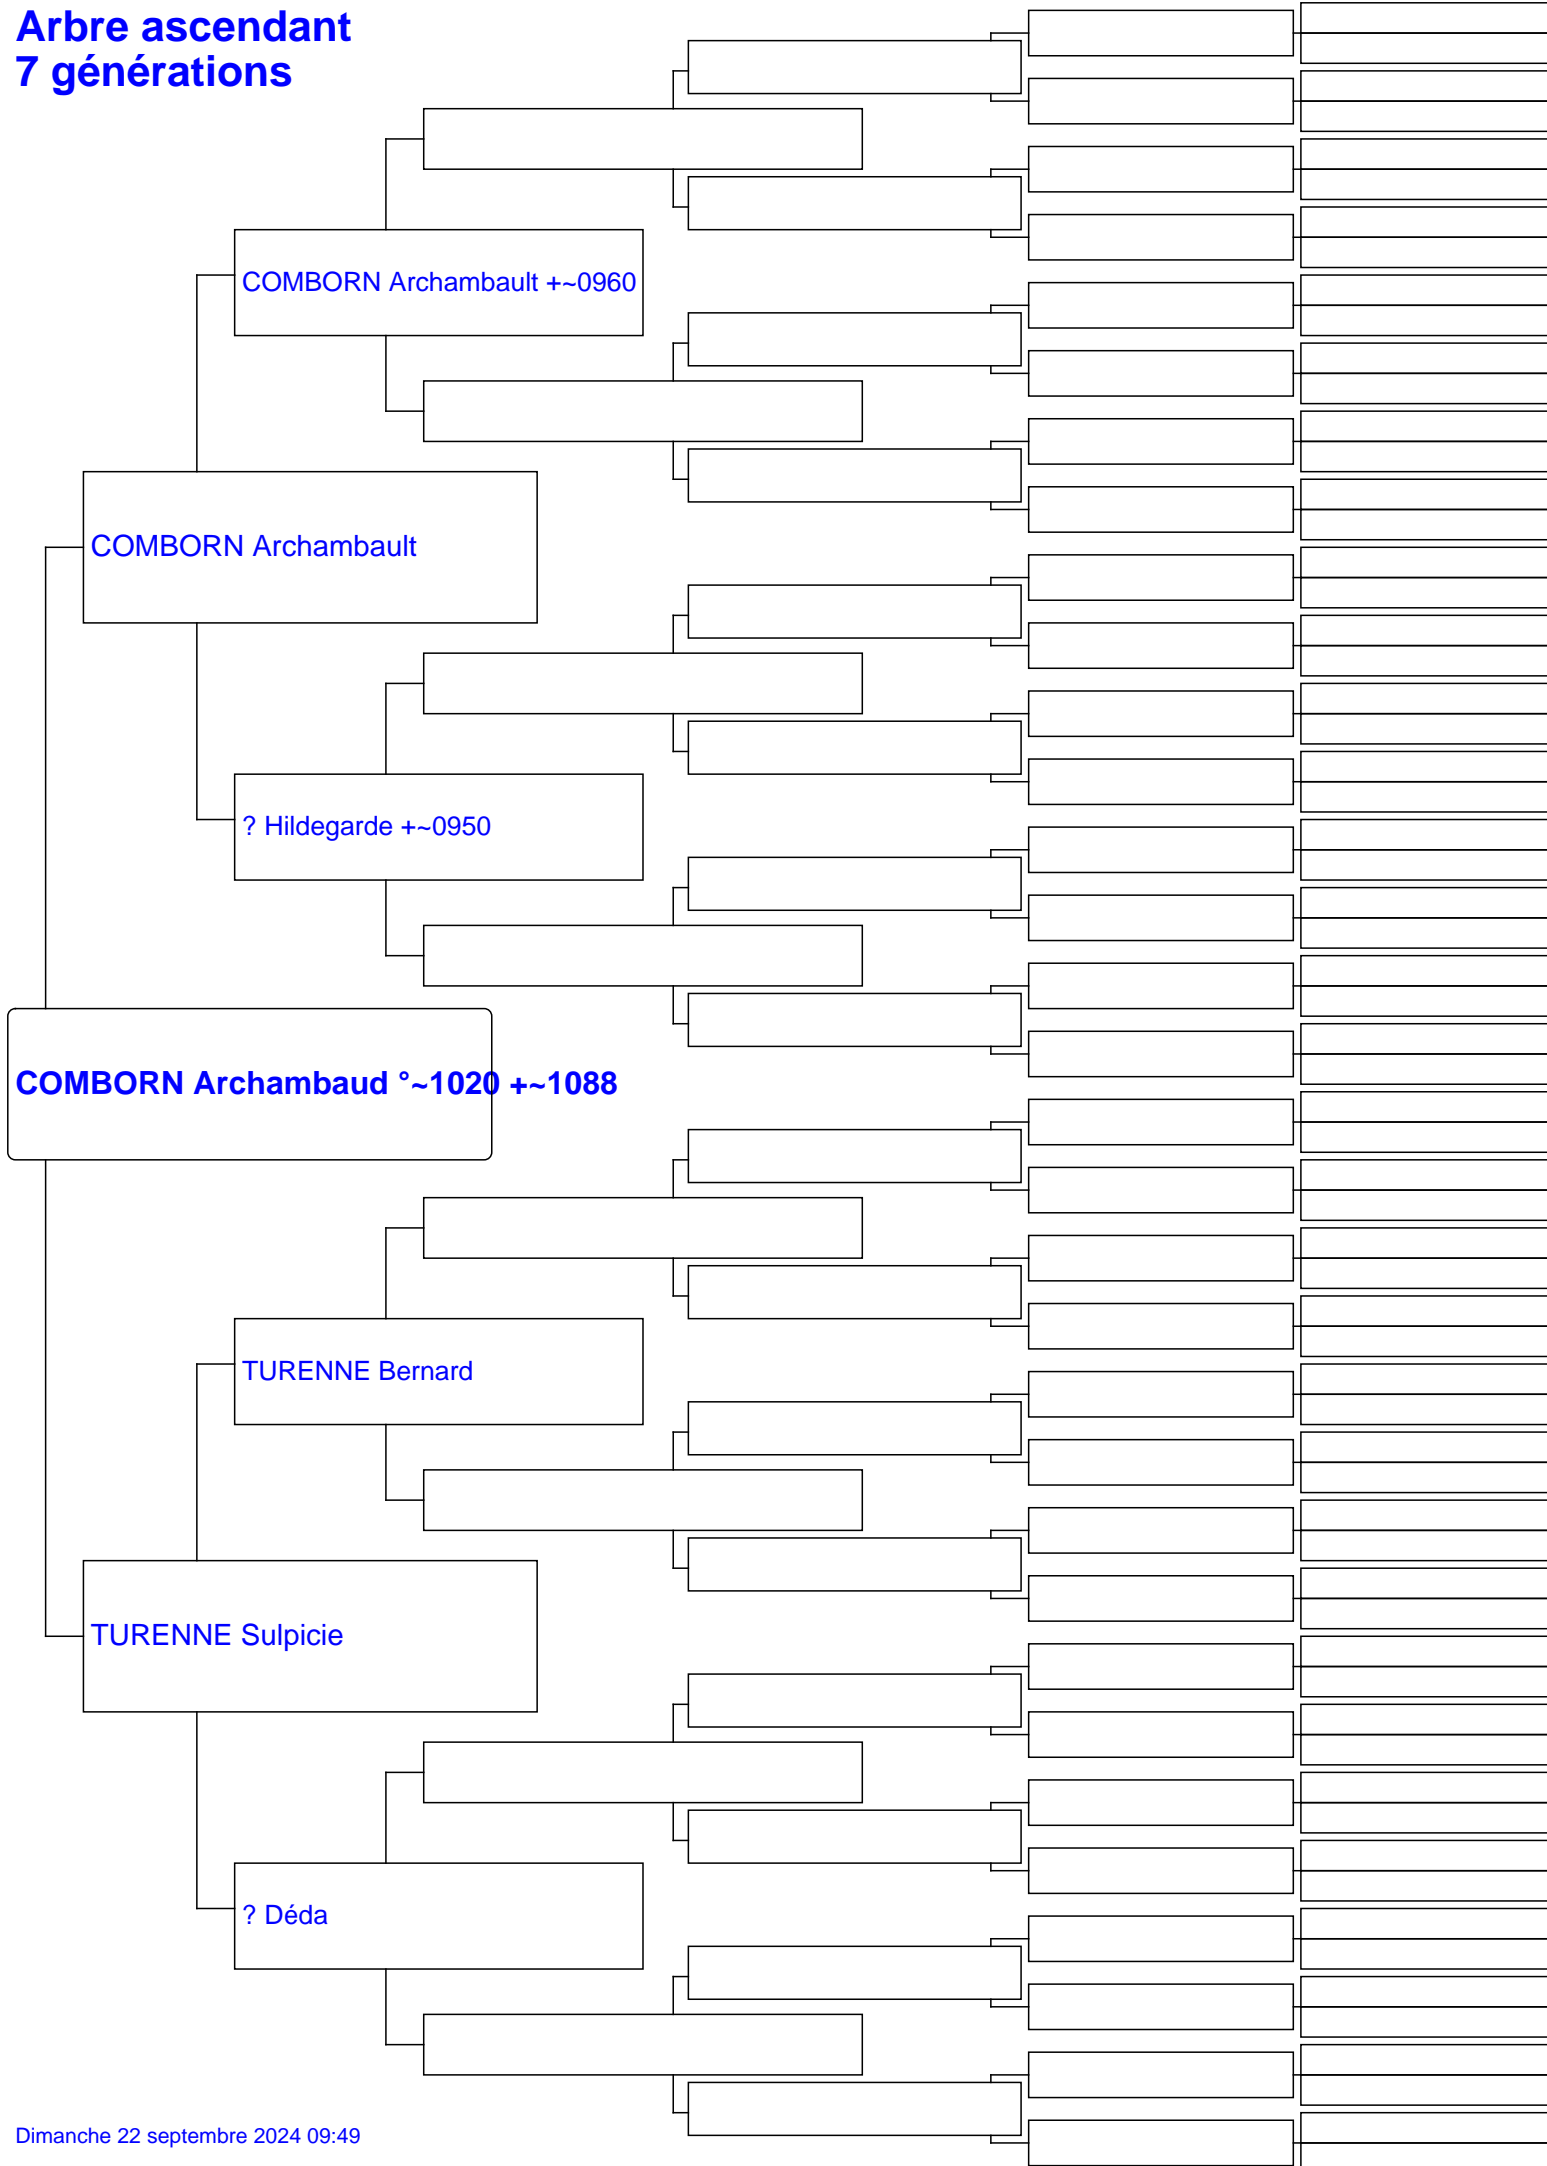 Arbre ascendant
7 générations
COMBORN Archambault +~0960
COMBORN Archambault
? Hildegarde +~0950
COMBORN Archambaud °~1020 +~1088
TURENNE Bernard
TURENNE Sulpicie
? Déda
Dimanche 22 septembre 2024 09:49